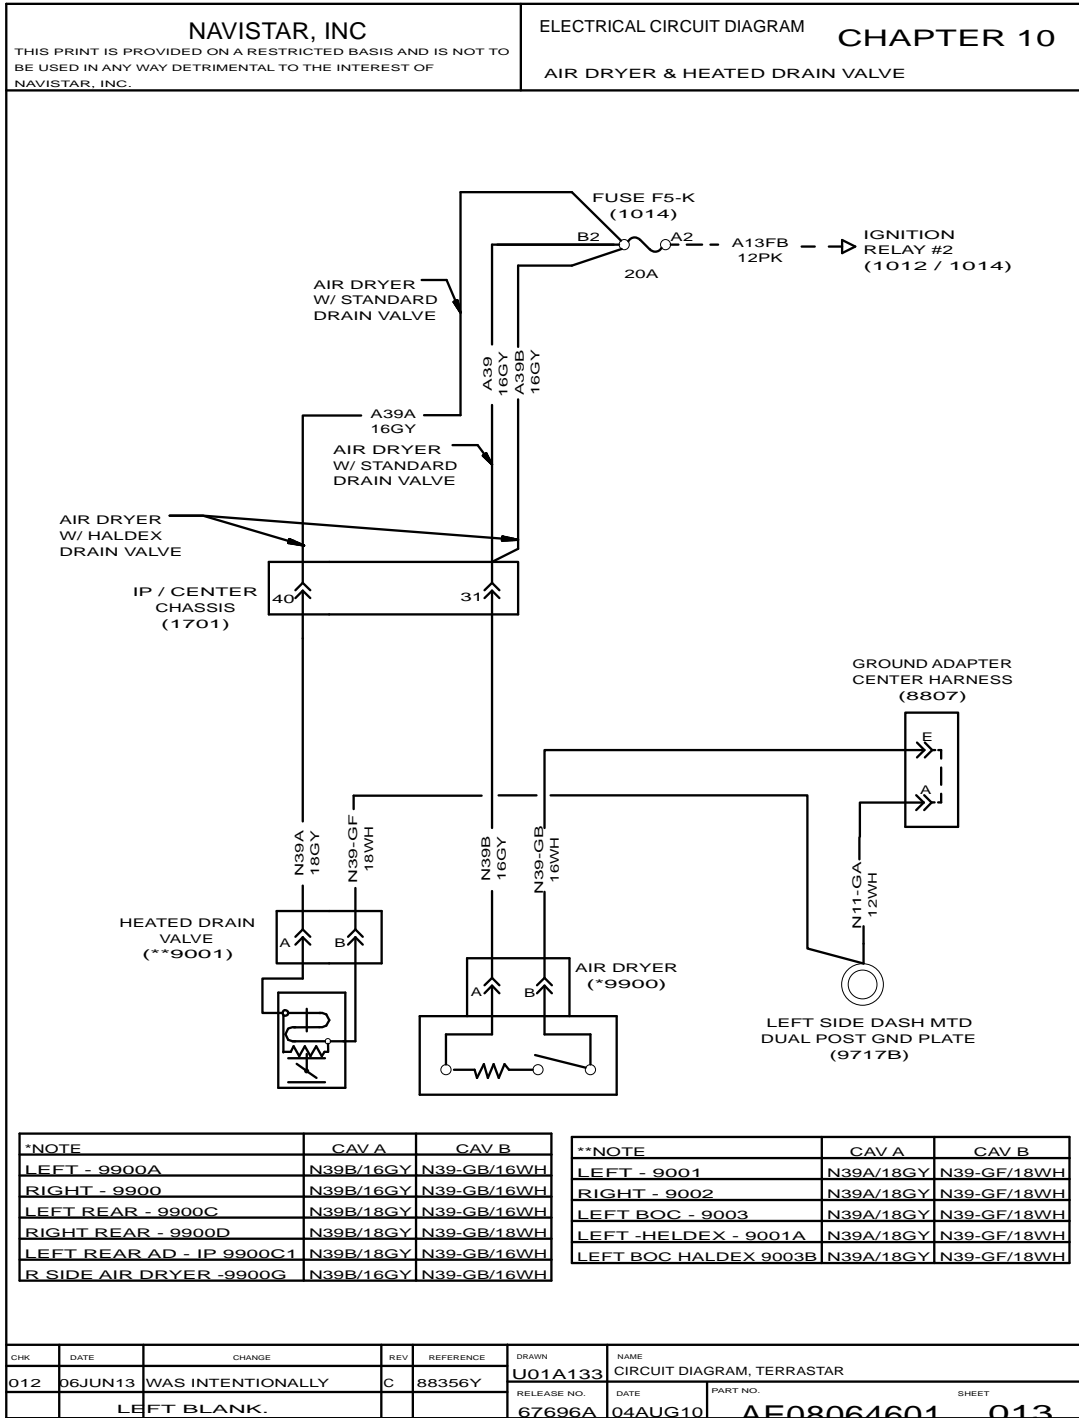 NAVISTAR, INC
THIS PRINT IS PROVIDED ON A RESTRICTED BASIS AND IS NOT TO
BE USED IN ANY WAY DETRIMENTAL TO THE INTEREST OF
NAVISTAR, INC.
ELECTRICAL CIRCUIT DIAGRAM
CHAPTER 10
AIR DRYER & HEATED DRAIN VALVE
FUSE F5-K
(1014)
B2
A2
20A
A13FB
12PK
IGNITION
RELAY #2
(1012 / 1014)
AIR DRYER
W/ STANDARD
DRAIN VALVE
A39
16GY
A39B
16GY
A39A
16GY
AIR DRYER
W/ STANDARD
DRAIN VALVE
AIR DRYER
W/ HALDEX
DRAIN VALVE
IP / CENTER
CHASSIS
(1701)
40
31
GROUND ADAPTER
CENTER HARNESS
(8807)
E
A
N39A
18GY
N39-GF
18WH
N39B
16GY
N39-GB
16WH
N11-GA
12WH
HEATED DRAIN
VALVE
(**9001)
A
B
AIR DRYER
(*9900)
A
B
LEFT SIDE DASH MTD
DUAL POST GND PLATE
(9717B)
*NOTE CAV A CAV B
LEFT - 9900A N39B/16GY N39-GB/16WH
RIGHT - 9900 N39B/16GY N39-GB/16WH
LEFT REAR - 9900C N39B/18GY N39-GB/16WH
RIGHT REAR - 9900D N39B/18GY N39-GB/18WH
LEFT REAR AD - IP 9900C1 N39B/18GY N39-GB/16WH
R SIDE AIR DRYER -9900G N39B/16GY N39-GB/16WH
**NOTE CAV A CAV B
LEFT - 9001 N39A/18GY N39-GF/18WH
RIGHT - 9002 N39A/18GY N39-GF/18WH
LEFT BOC - 9003 N39A/18GY N39-GF/18WH
LEFT -HELDEX - 9001A N39A/18GY N39-GF/18WH
LEFT BOC HALDEX 9003B N39A/18GY N39-GF/18WH
CHK DATE CHANGE REV REFERENCE
012 06JUN13 WAS INTENTIONALLY C 88356Y
LEFT BLANK.
DRAWN
U01A133
NAME
CIRCUIT DIAGRAM, TERRASTAR
RELEASE NO.
67696A
DATE
04AUG10
PART NO.
AE08064601
SHEET
013